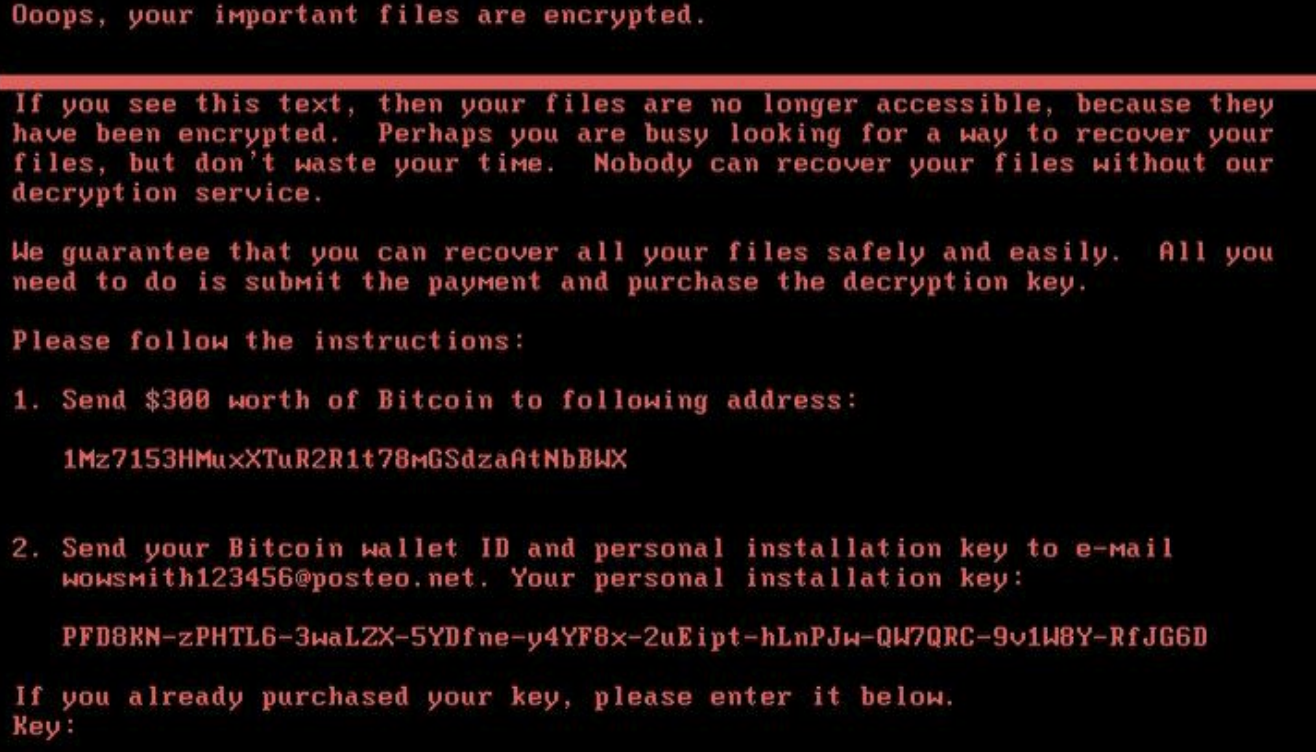 Ooops, your important files are encrypted.
If you see this text, then your files are no longer accessible, because they
have been encrypted. Perhaps you are busy looking for a way to recover your
files, but don't waste your time. Nobody can recover your files without our
decryption service.
We guarantee that you can recover all your files safely and easily. All you
need to do is submit the payment and purchase the decryption key.
Please follow the instructions:
1. Send $300 worth of Bitcoin to following address:
1Mz7153HMuxXTuR2R1t78mGSdzaAtNbBWX
2. Send your Bitcoin wallet ID and personal installation key to e-mail
wowsmith123456@posteo.net. Your personal installation key:
PFD8KN-zPHTL6-3waLZX-5YDfne-y4YF8x-2uEipt-hLnPJw-QW7QRC-9v1W8Y-RfJG6D
If you already purchased your key, please enter it below.
Key: